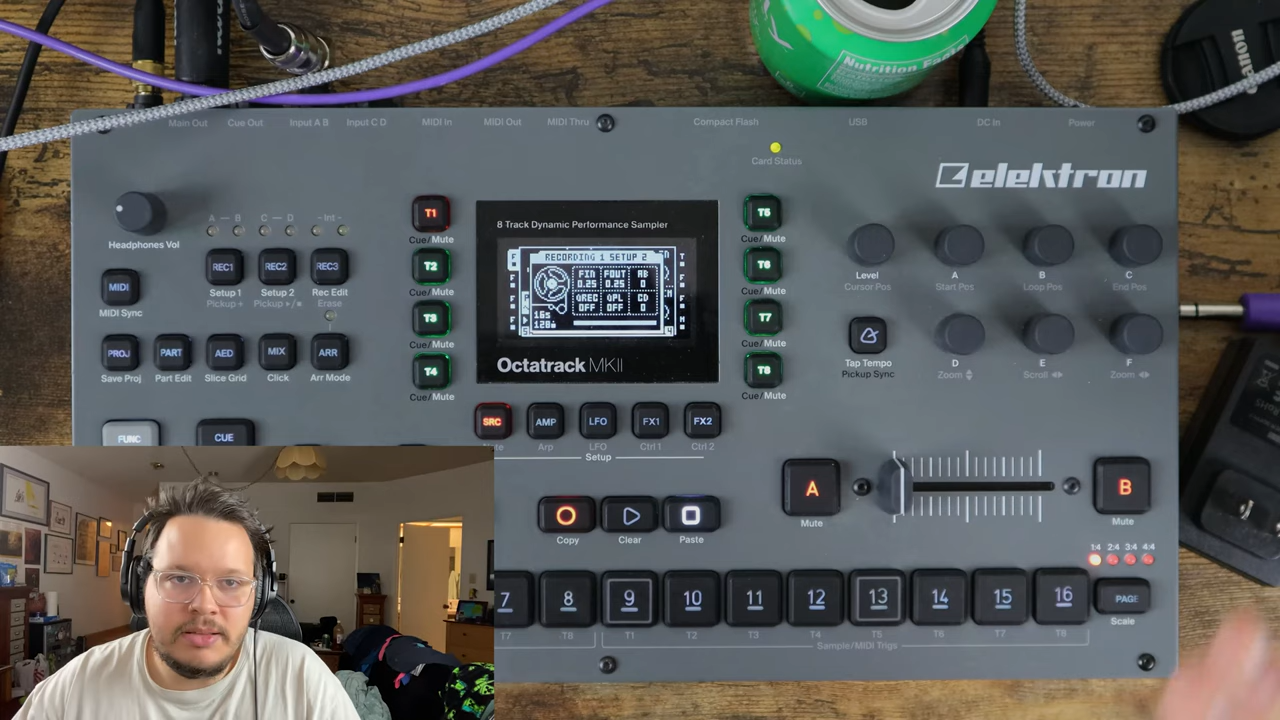 Nutrition Facts
Canon
Main Out Cue Out Input A B Input C D MIDI In MIDI Out MIDI Thru Compact Flash USB DC In Power
Card Status
elektron
Headphones Vol
A — B C — D – Int –
REC1 REC2 REC3
Setup 1 Setup 2 Rec Edit
Pickup + Pickup ▷/■ Erase
MIDI
MIDI Sync
PROJ PART AED MIX ARR
Save Proj Part Edit Slice Grid Click Arr Mode
FUNC CUE
T1
Cue/Mute
T2
Cue/Mute
T3
Cue/Mute
T4
Cue/Mute
8 Track Dynamic Performance Sampler
RECORDING 1 SETUP 2
FIN FOUT AB
0.25 0.25 0
QREC QPL CD
OFF OFF 0
16s
Octatrack MKII
T5
Cue/Mute
T6
Cue/Mute
T7
Cue/Mute
T8
Cue/Mute
Level A B C
Cursor Pos Start Pos Loop Pos End Pos
Tap Tempo D E F
Pickup Sync Zoom Scroll Zoom
SRC AMP LFO FX1 FX2
Arp LFO Ctrl 1 Ctrl 2
Setup
Copy Clear Paste
A B
Mute Mute
1:4 2:4 3:4 4:4
7 8 9 10 11 12 13 14 15 16 PAGE
T7 T8 T1 T2 T3 T4 T5 T6 T7 T8 Scale
Sample/MIDI Trigs